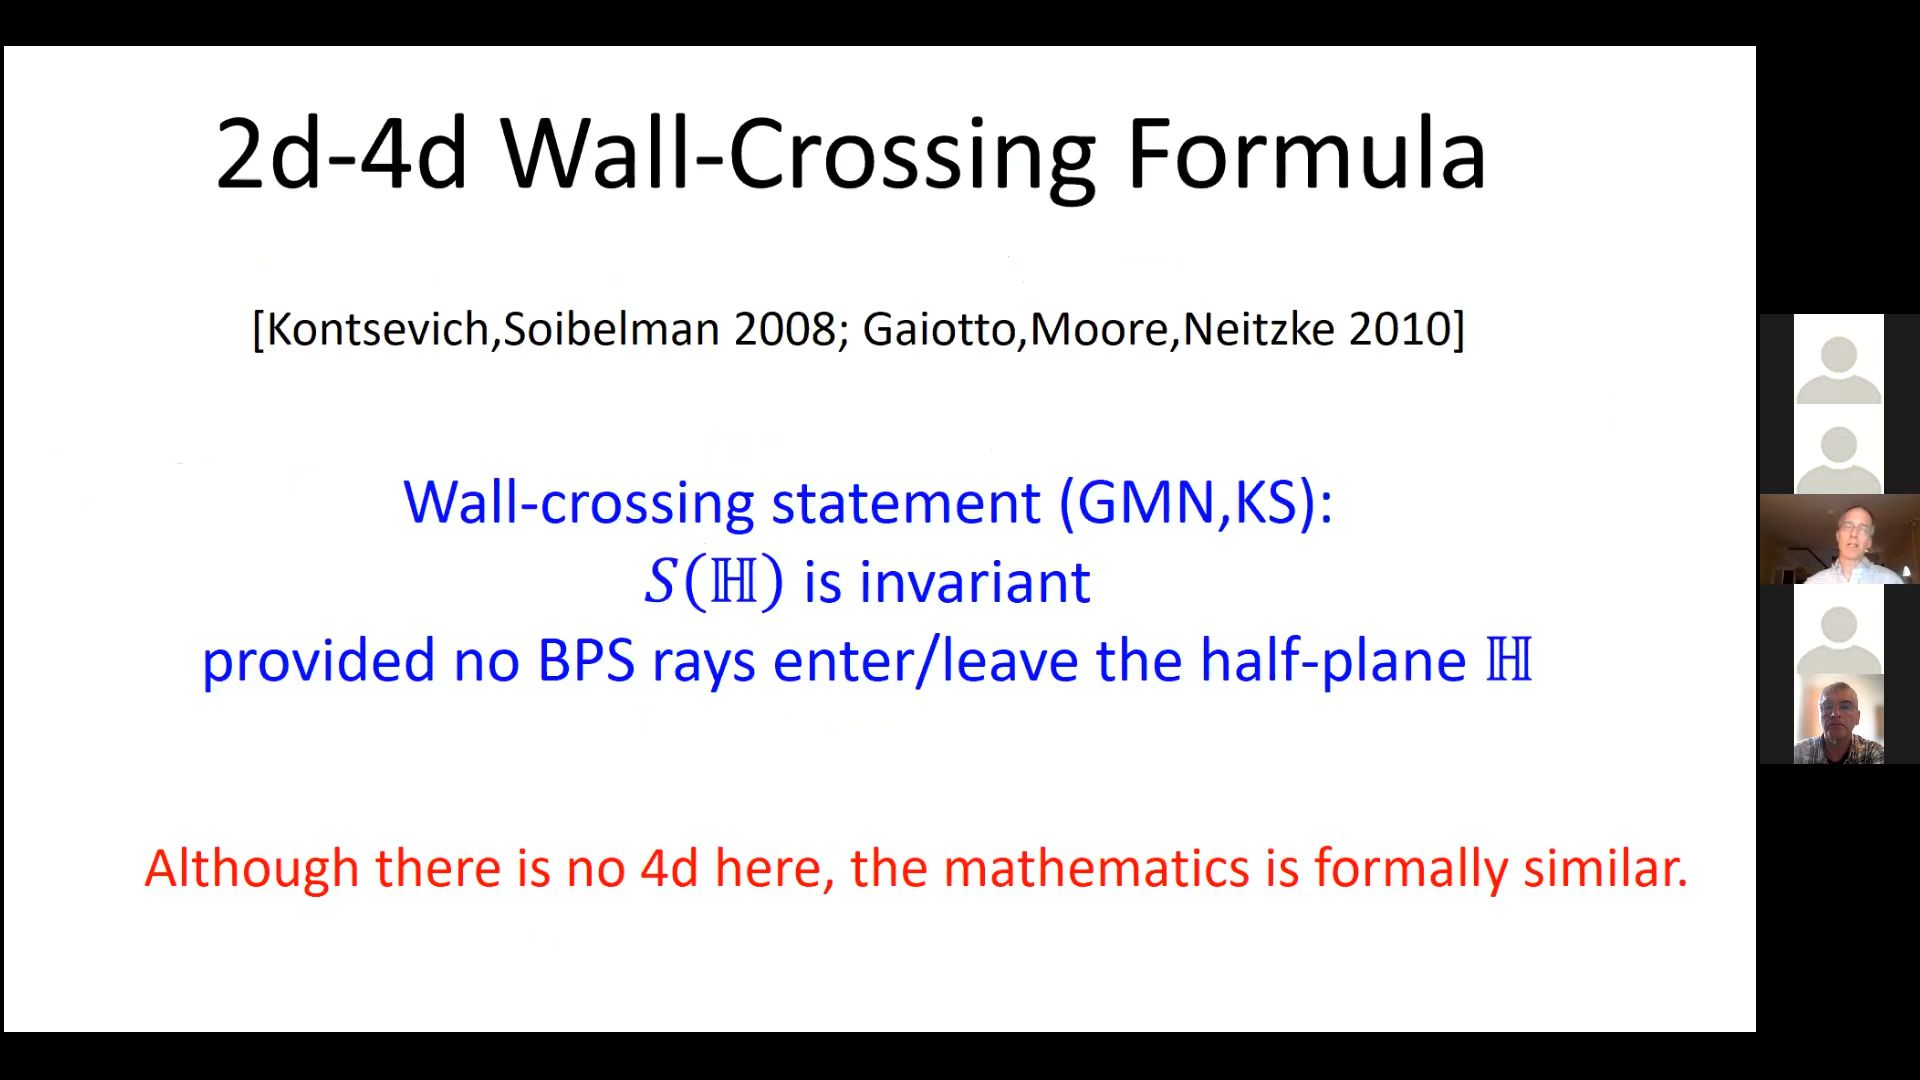 2d-4d Wall-Crossing Formula
[Kontsevich,Soibelman 2008; Gaiotto,Moore,Neitzke 2010]
Wall-crossing statement (GMN,KS):
𝑆(ℍ) is invariant
provided no BPS rays enter/leave the half-plane ℍ
Although there is no 4d here, the mathematics is formally similar.